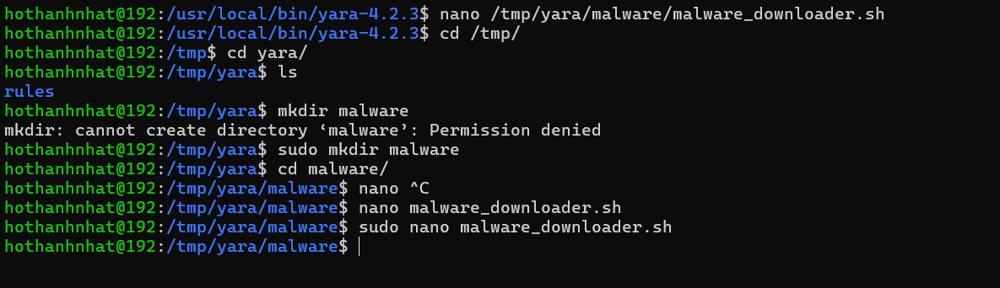 hothanhnhat@192:/usr/local/bin/yara-4.2.3$ nano /tmp/yara/malware/malware_downloader.sh
hothanhnhat@192:/usr/local/bin/yara-4.2.3$ cd /tmp/
hothanhnhat@192:/tmp$ cd yara/
hothanhnhat@192:/tmp/yara$ ls
rules
hothanhnhat@192:/tmp/yara$ mkdir malware
mkdir: cannot create directory ‘malware’: Permission denied
hothanhnhat@192:/tmp/yara$ sudo mkdir malware
hothanhnhat@192:/tmp/yara$ cd malware/
hothanhnhat@192:/tmp/yara/malware$ nano ^C
hothanhnhat@192:/tmp/yara/malware$ nano malware_downloader.sh
hothanhnhat@192:/tmp/yara/malware$ sudo nano malware_downloader.sh
hothanhnhat@192:/tmp/yara/malware$